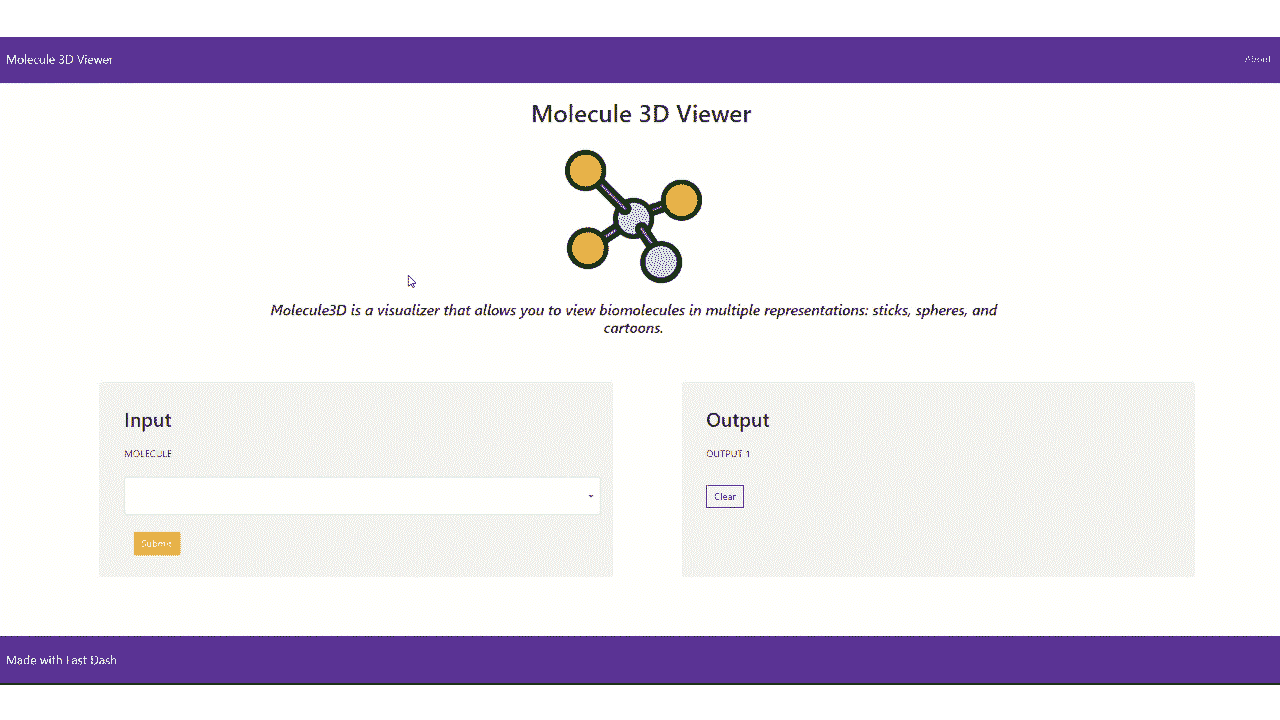 Molecule 3D Viewer
About
Molecule 3D Viewer
Molecule3D is a visualizer that allows you to view biomolecules in multiple representations: sticks, spheres, and
cartoons.
Input
MOLECULE
Submit
Output
OUTPUT 1
Clear
Made with Fast Dash